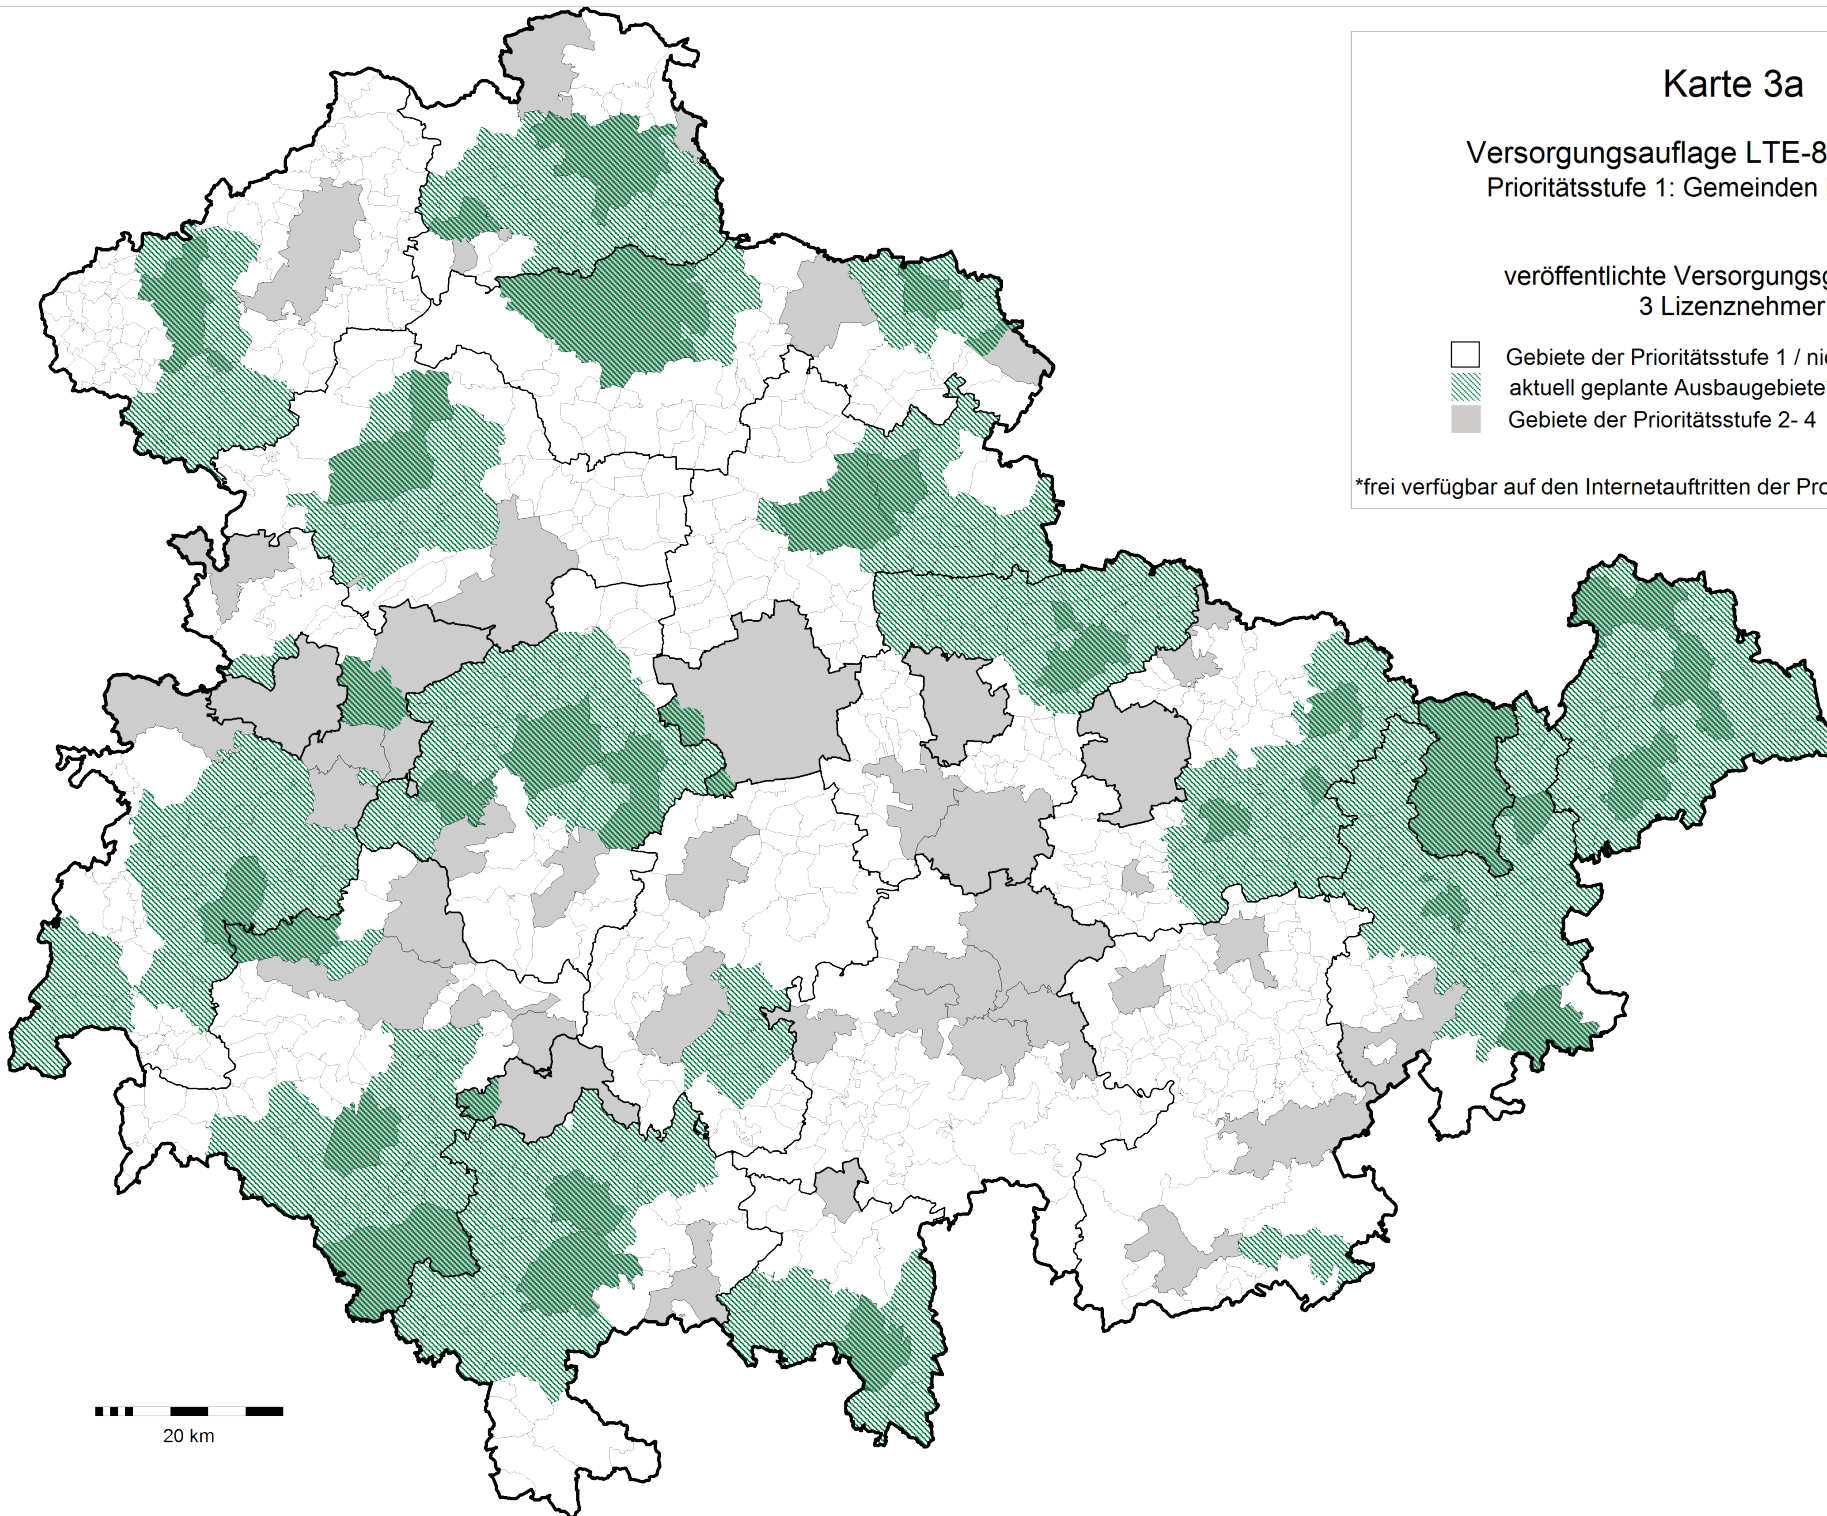 Karte 3a
Versorgungsauflage LTE-8
Prioritätsstufe 1: Gemeinden
veröffentlichte Versorgungsg
3 Lizenznehmer
Gebiete der Prioritätsstufe 1 / nic
aktuell geplante Ausbaugebiete
Gebiete der Prioritätsstufe 2- 4
*frei verfügbar auf den Internetauftritten der Pro
20 km